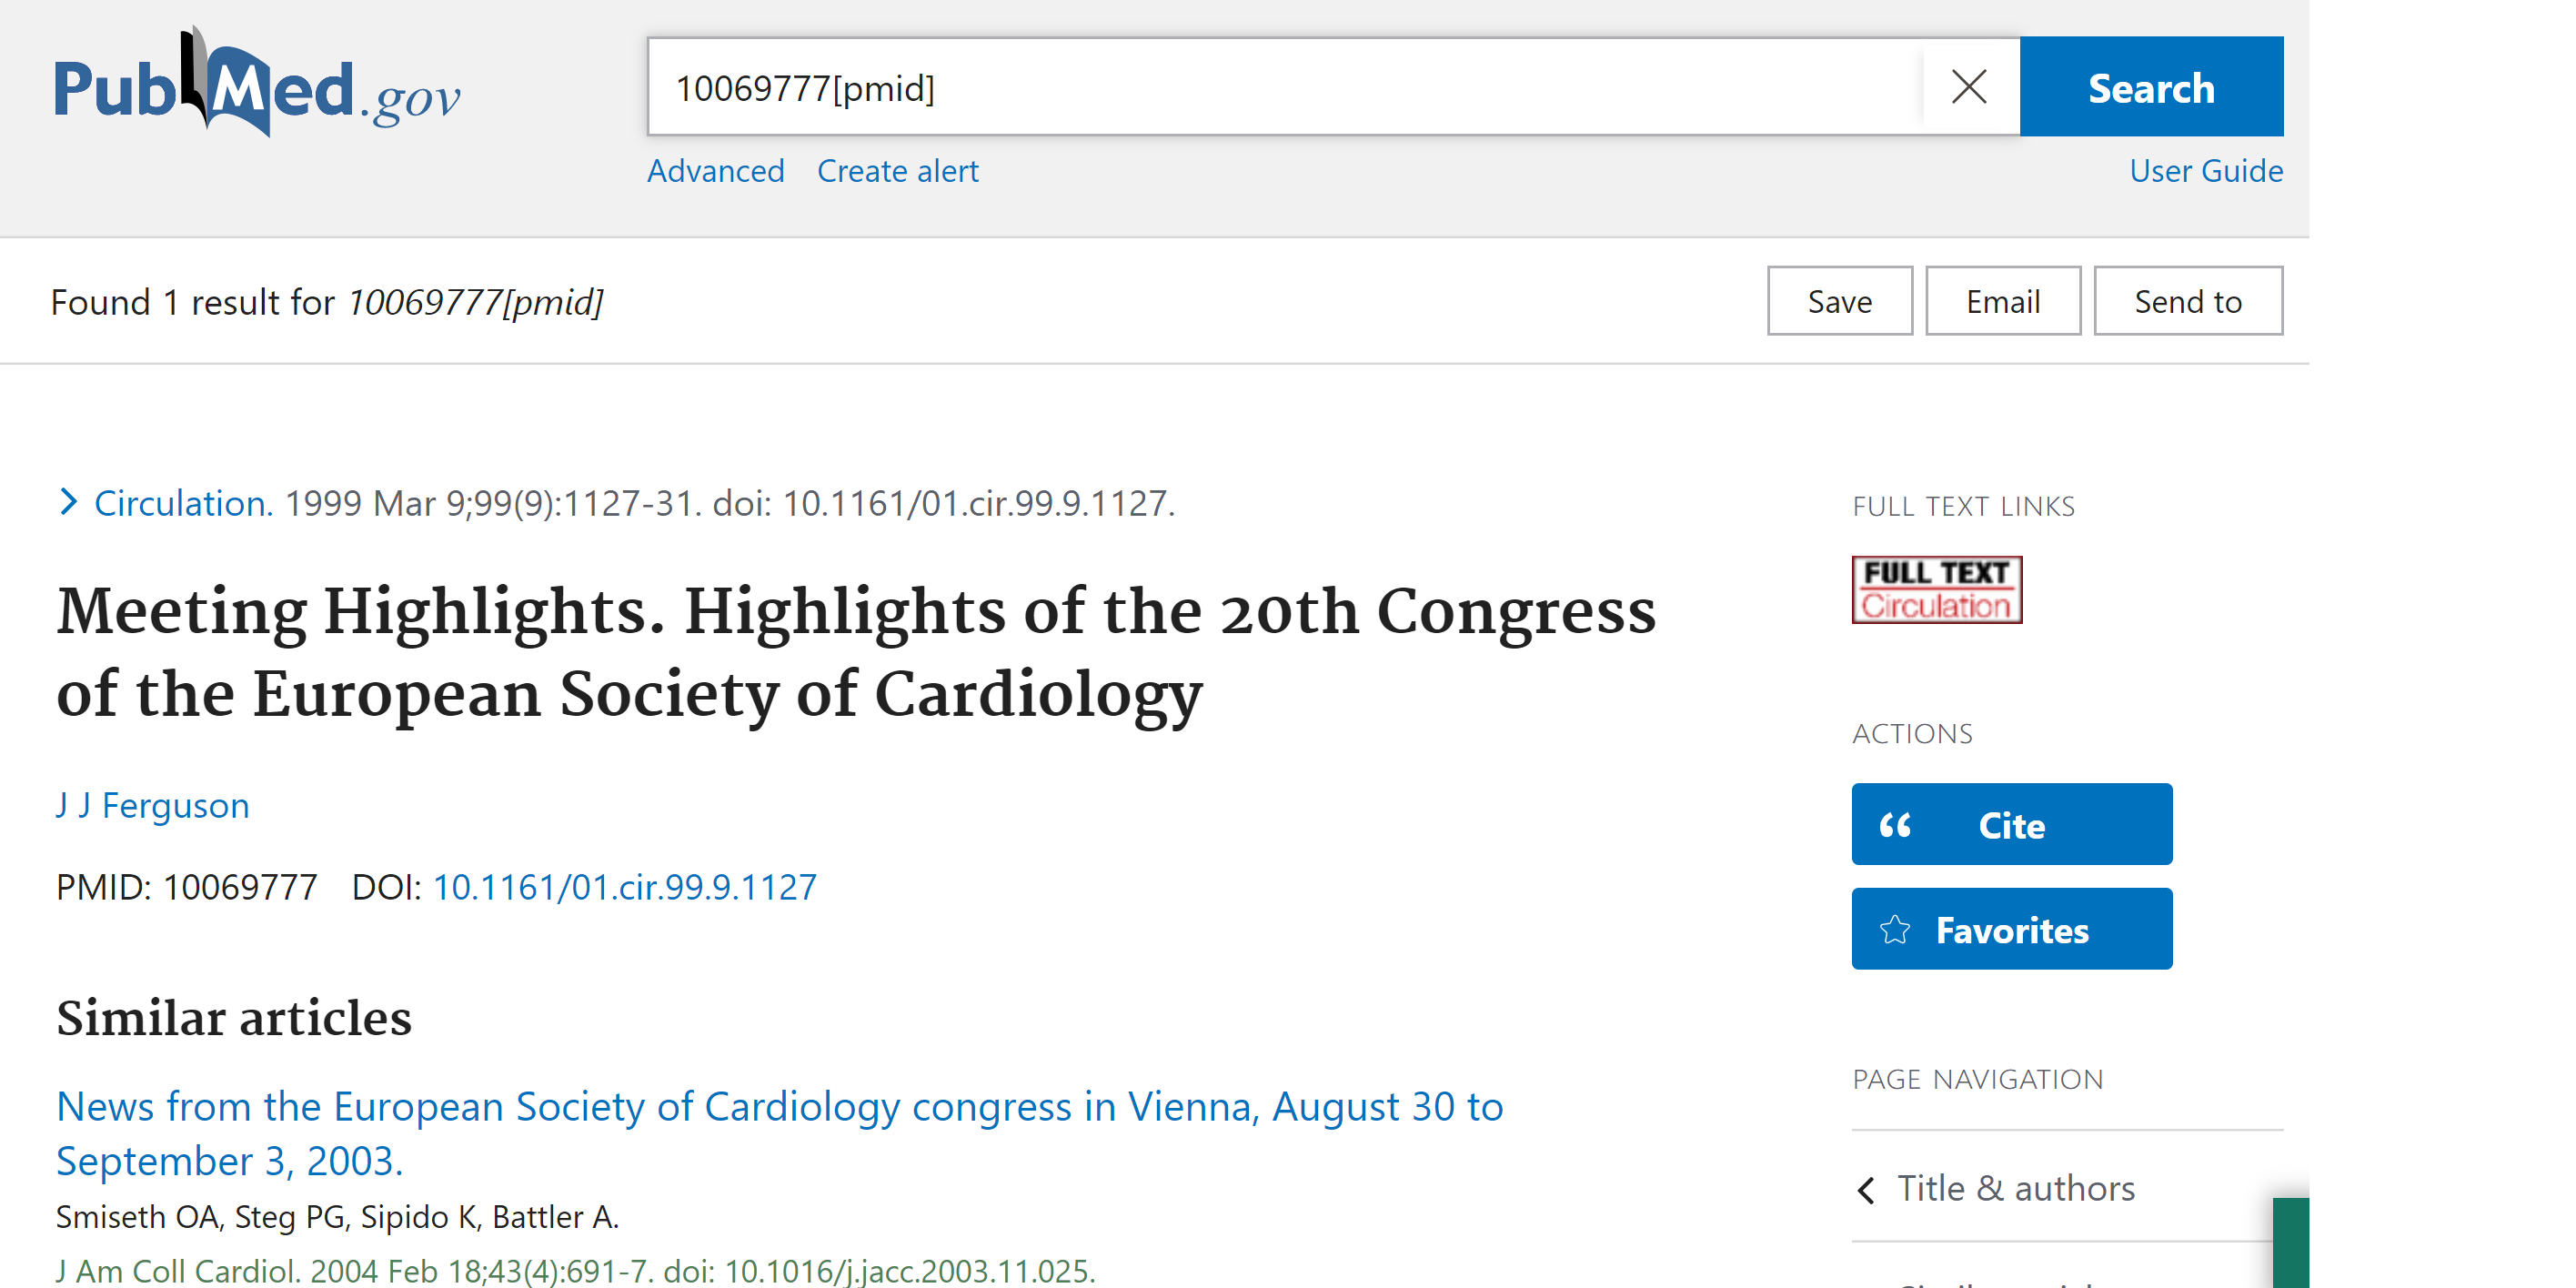 PubMed.gov
10069777[pmid]
Search
Advanced Create alert
User Guide
Found 1 result for 10069777[pmid]
Save
Email
Send to
Circulation. 1999 Mar 9;99(9):1127-31. doi: 10.1161/01.cir.99.9.1127.
Meeting Highlights. Highlights of the 20th Congress
of the European Society of Cardiology
J J Ferguson
PMID: 10069777 DOI: 10.1161/01.cir.99.9.1127
Similar articles
News from the European Society of Cardiology congress in Vienna, August 30 to
September 3, 2003.
Smiseth OA, Steg PG, Sipido K, Battler A.
J Am Coll Cardiol. 2004 Feb 18;43(4):691-7. doi: 10.1016/j.jacc.2003.11.025.
FULL TEXT LINKS
FULL TEXT
Circulation
ACTIONS
Cite
Favorites
PAGE NAVIGATION
Title & authors